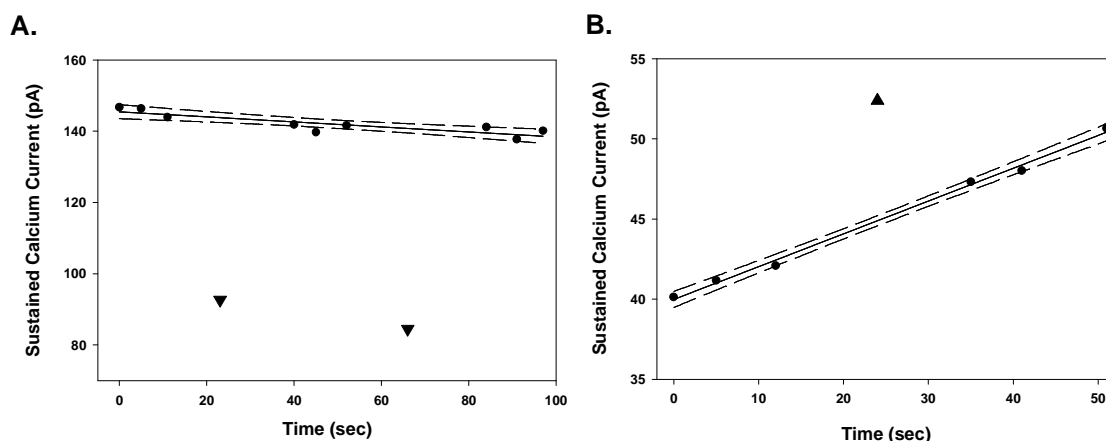 A.
B.
Sustained Calcium Current (pA)
160
140
120
100
80
0 20 40 60 80 100
Time (sec)
Sustained Calcium Current (pA)
55
50
45
40
35
0 10 20 30 40 50
Time (sec)